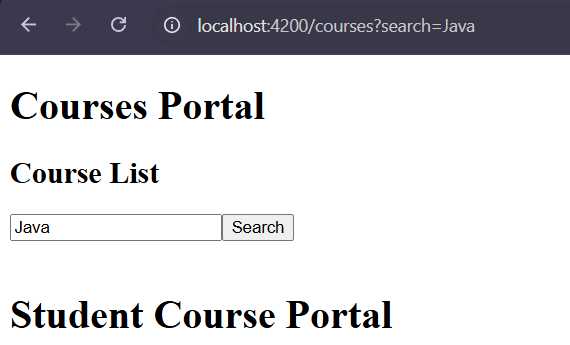 localhost:4200/courses?search=Java
Courses Portal
Course List
Java Search
Student Course Portal